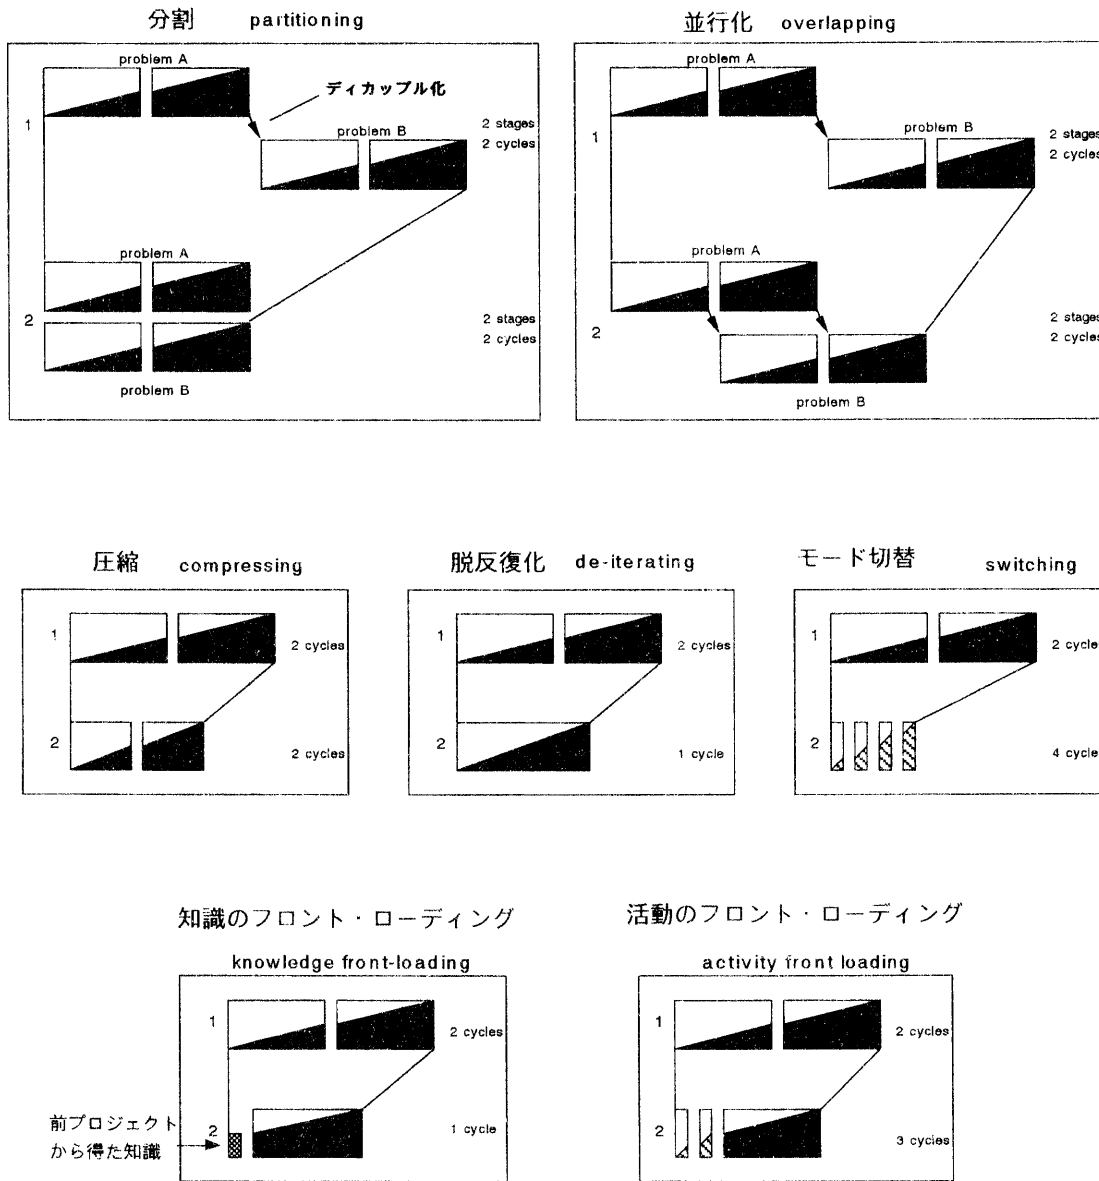 分割 partitioning
problem A
ディカップル化
1
problem B
2 stages
2 cycles
problem A
2
2 stages
2 cycles
problem B
並行化 overlapping
problem A
1
problem B
2 stages
2 cycles
problem A
2
2 stages
2 cycles
problem B
圧縮 compressing
1
2 cycles
2
2 cycles
脱反復化 de-iterating
1
2 cycles
2
1 cycle
モード切替 switching
1
2 cycles
2
4 cycles
知識のフロント・ローディング
knowledge front-loading
1
2 cycles
前プロジェクト
から得た知識
2
1 cycle
活動のフロント・ローディング
activity front loading
1
2 cycles
2
3 cycles